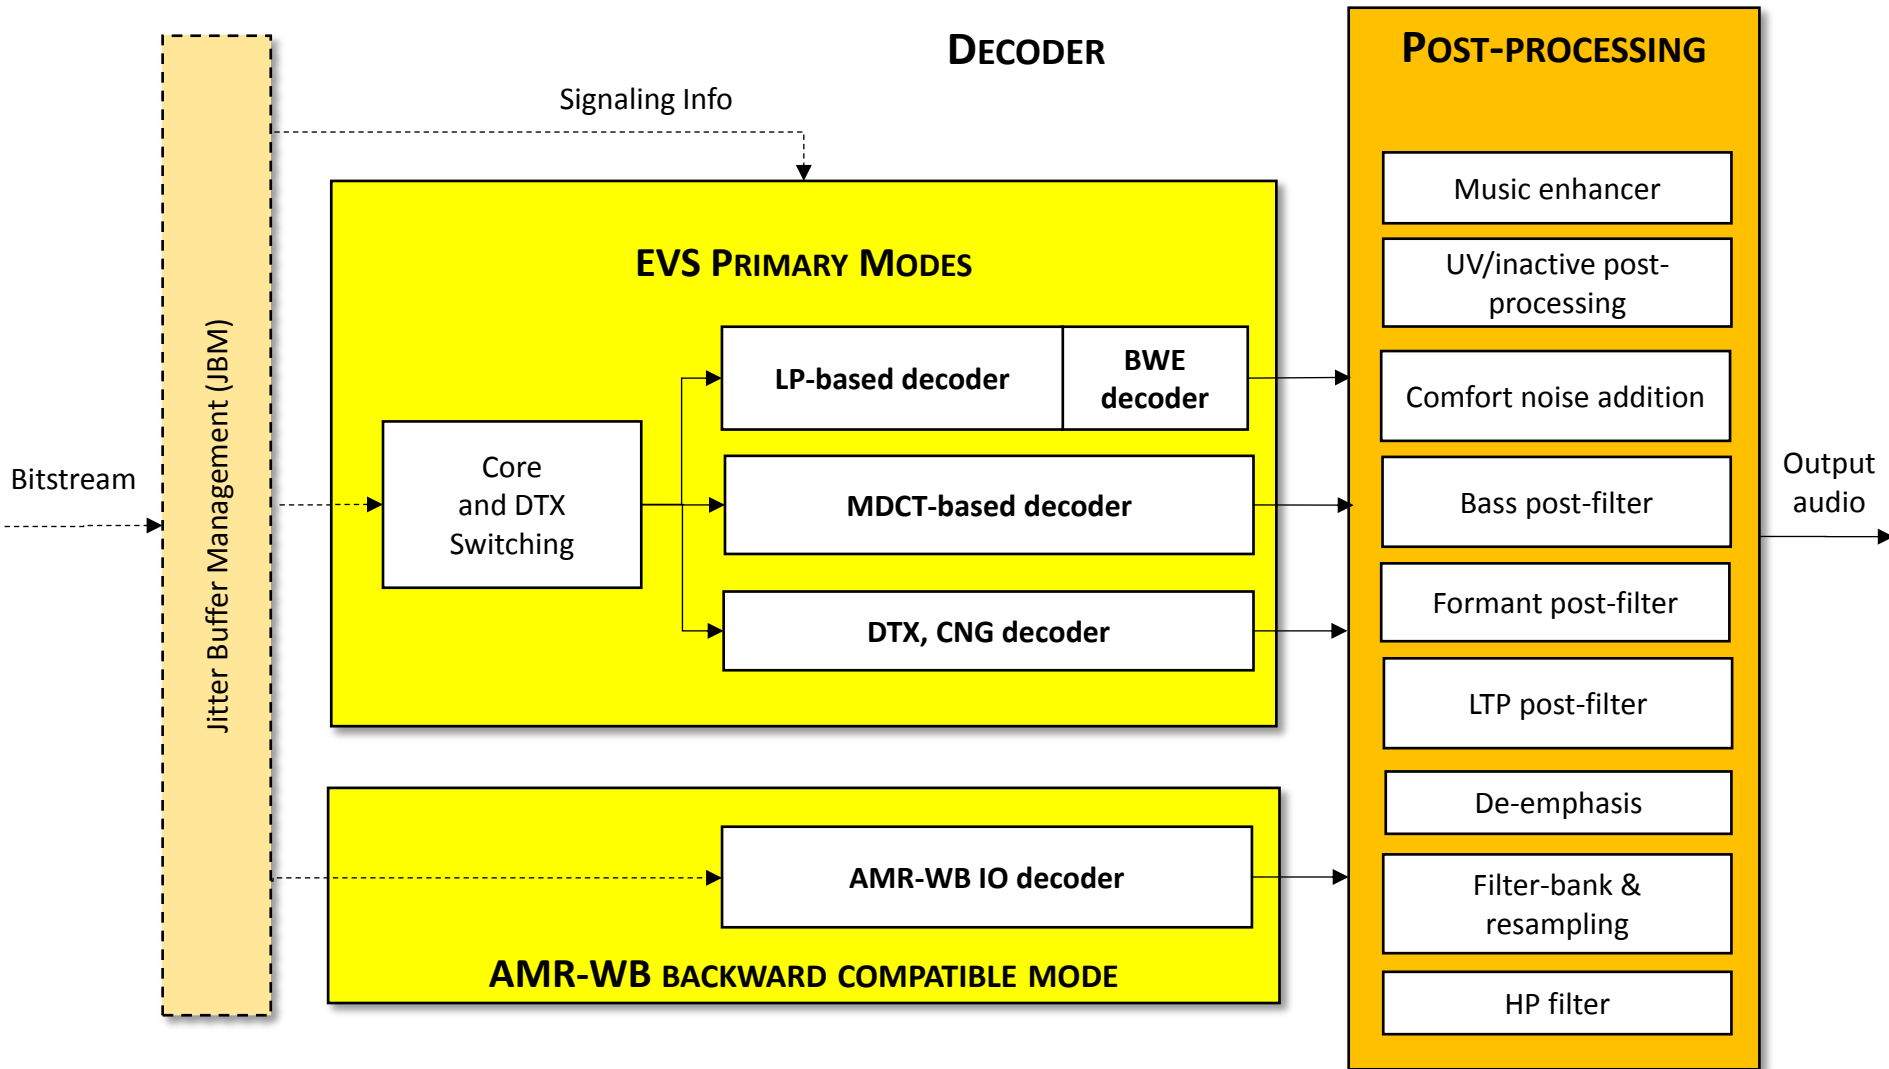 DECODER
POST-PROCESSING
Signaling Info
Bitstream
Jitter Buffer Management (JBM)
EVS PRIMARY MODES
Core
and DTX
Switching
LP-based decoder
BWE
decoder
MDCT-based decoder
DTX, CNG decoder
AMR-WB IO decoder
AMR-WB BACKWARD COMPATIBLE MODE
Music enhancer
UV/inactive post-
processing
Comfort noise addition
Bass post-filter
Formant post-filter
LTP post-filter
De-emphasis
Filter-bank &
resampling
HP filter
Output
audio